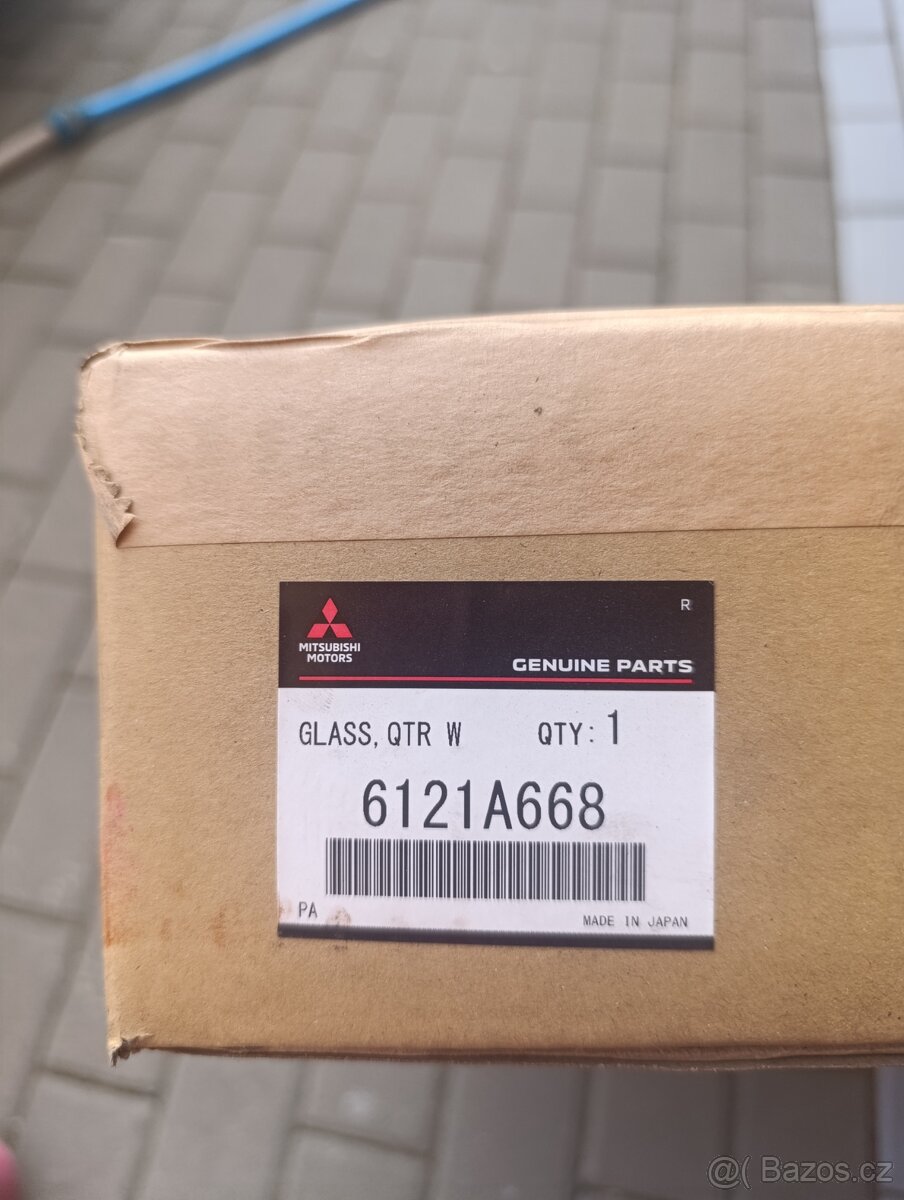 R
MITSUBISHI
MOTORS
GENUINE PARTS
GLASS, QTR W QTY: 1
6121A668
PA
MADE IN JAPAN
@( Bazos.cz